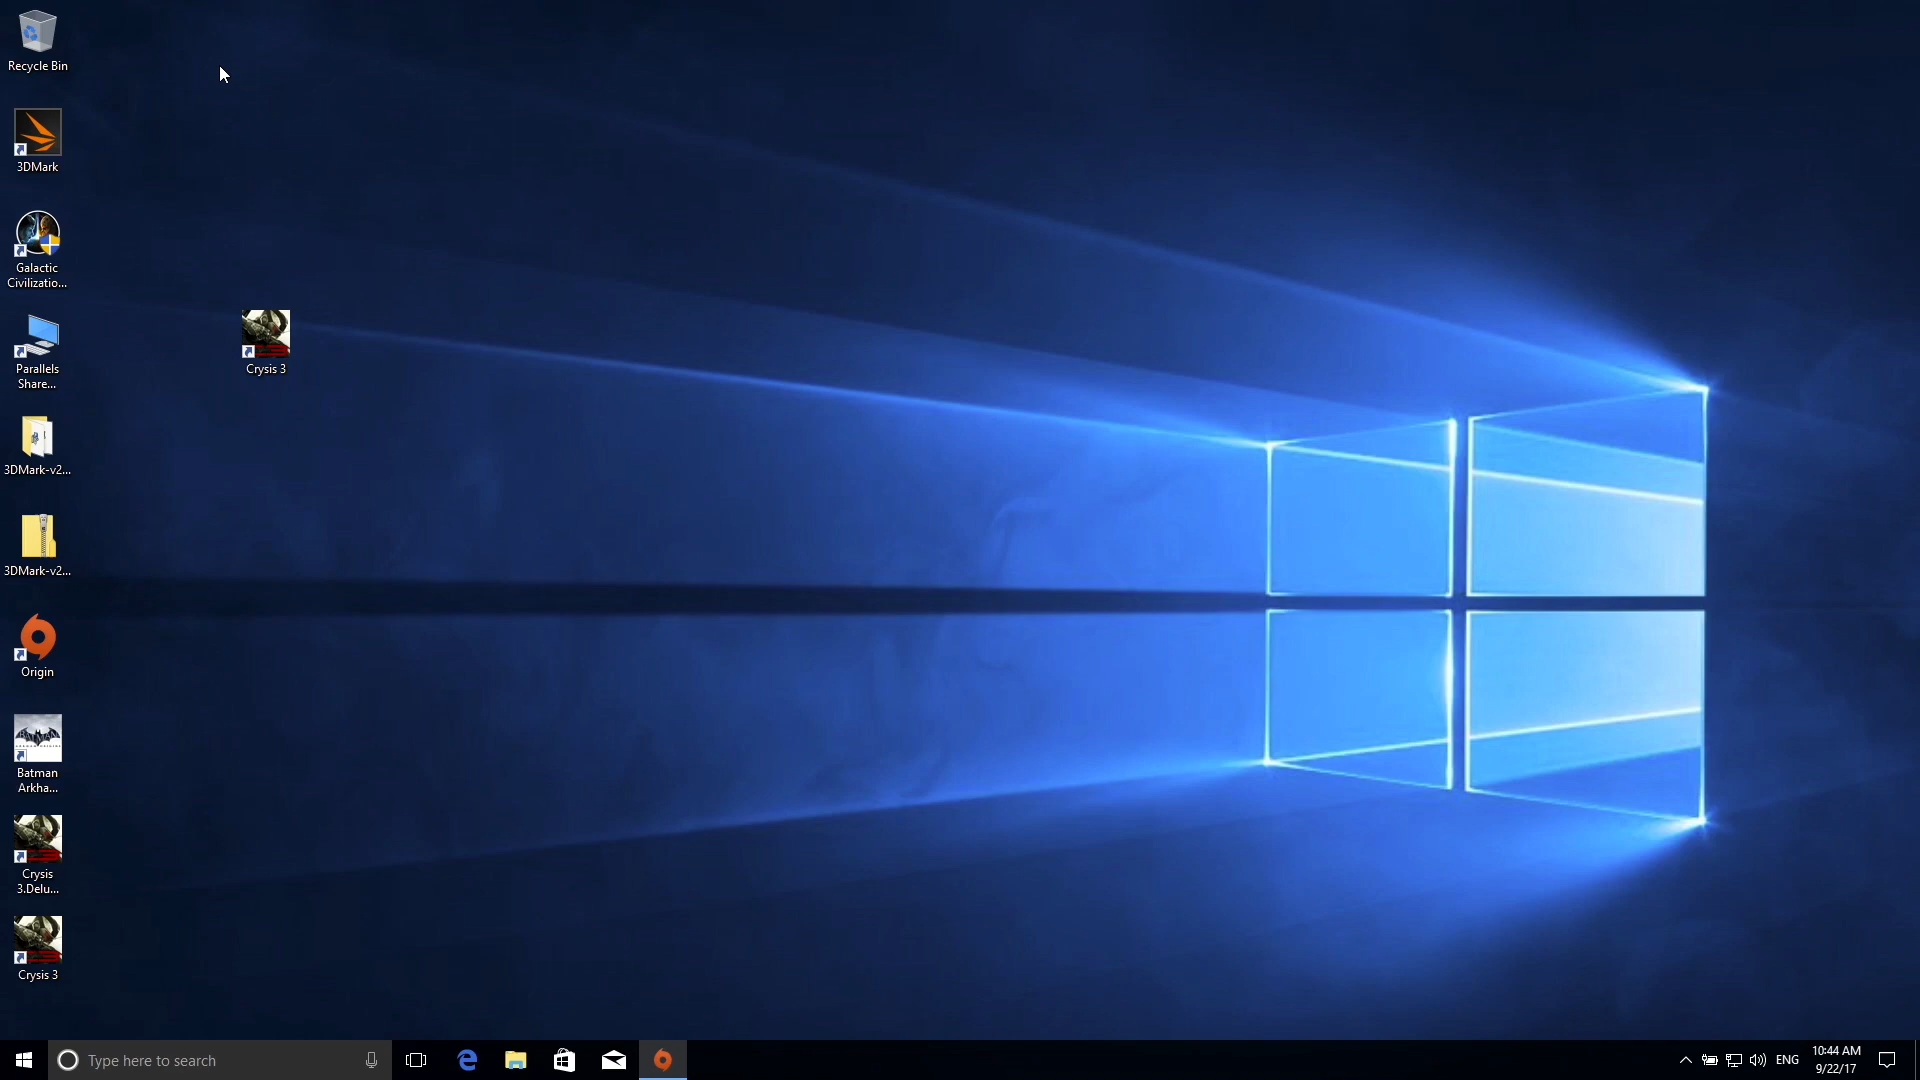 Recycle Bin
3DMark
Galactic
Civilizatio...
Parallels
Share...
Crysis 3
3DMark-v2...
3DMark-v2...
Origin
BATMAN
Batman
Arkha...
Crysis
3.Delu...
Crysis 3
Type here to search
ENG
10:44 AM
9/22/17